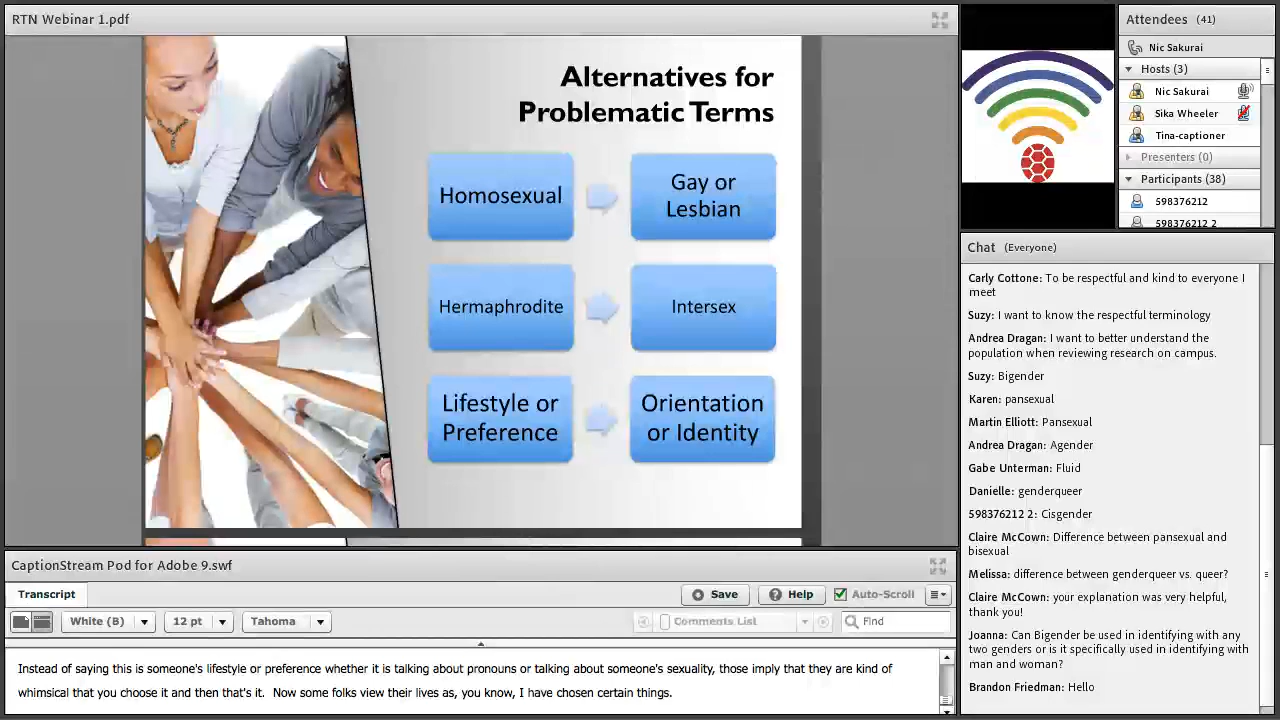 RTN Webinar 1.pdf
Alternatives for
Problematic Terms
Homosexual
Gay or
Lesbian
Hermaphrodite
Intersex
Lifestyle or
Preference
Orientation
or Identity
CaptionStream Pod for Adobe 9.swf
Transcript
Save
Help
Auto-Scroll
White (B)
12 pt
Tahoma
Comments List
Find
Instead of saying this is someone's lifestyle or preference whether it is talking about pronouns or talking about someone's sexuality, those imply that they are kind of
whimsical that you choose it and then that's it.  Now some folks view their lives as, you know, I have chosen certain things.
Attendees (41)
Nic Sakurai
Hosts (3)
Nic Sakurai
Sika Wheeler
Tina-captioner
Presenters (0)
Participants (38)
598376212
598376212 2
Chat (Everyone)
Carly Cottone: To be respectful and kind to everyone I
meet
Suzy: I want to know the respectful terminology
Andrea Dragan: I want to better understand the
population when reviewing research on campus.
Suzy: Bigender
Karen: pansexual
Martin Elliott: Pansexual
Andrea Dragan: Agender
Gabe Unterman: Fluid
Danielle: genderqueer
598376212 2: Cisgender
Claire McCown: Difference between pansexual and
bisexual
Melissa: difference between genderqueer vs. queer?
Claire McCown: your explanation was very helpful,
thank you!
Joanna: Can Bigender be used in identifying with any
two genders or is it specifically used in identifying with
man and woman?
Brandon Friedman: Hello